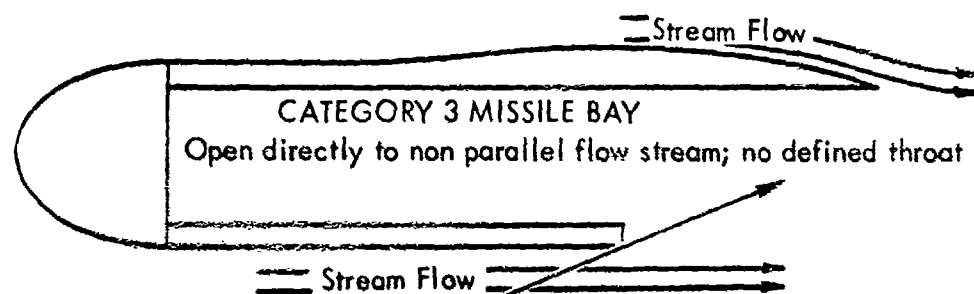 Stream Flow
CATEGORY 3 MISSILE BAY
Open directly to non parallel flow stream; no defined throat
Stream Flow